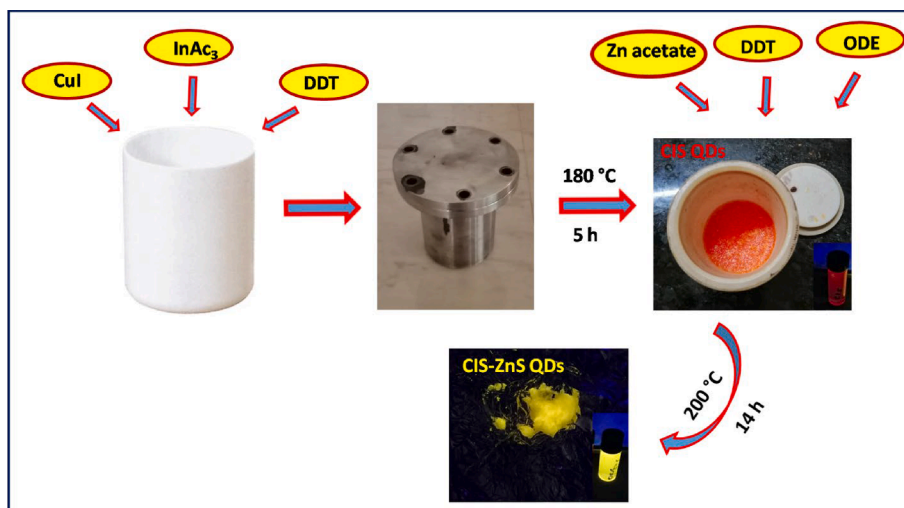 InAc₃
CuI
DDT
Zn acetate
DDT
ODE
180 °C
5 h
CIS QDs
CIS-ZnS QDs
200 °C
14 h